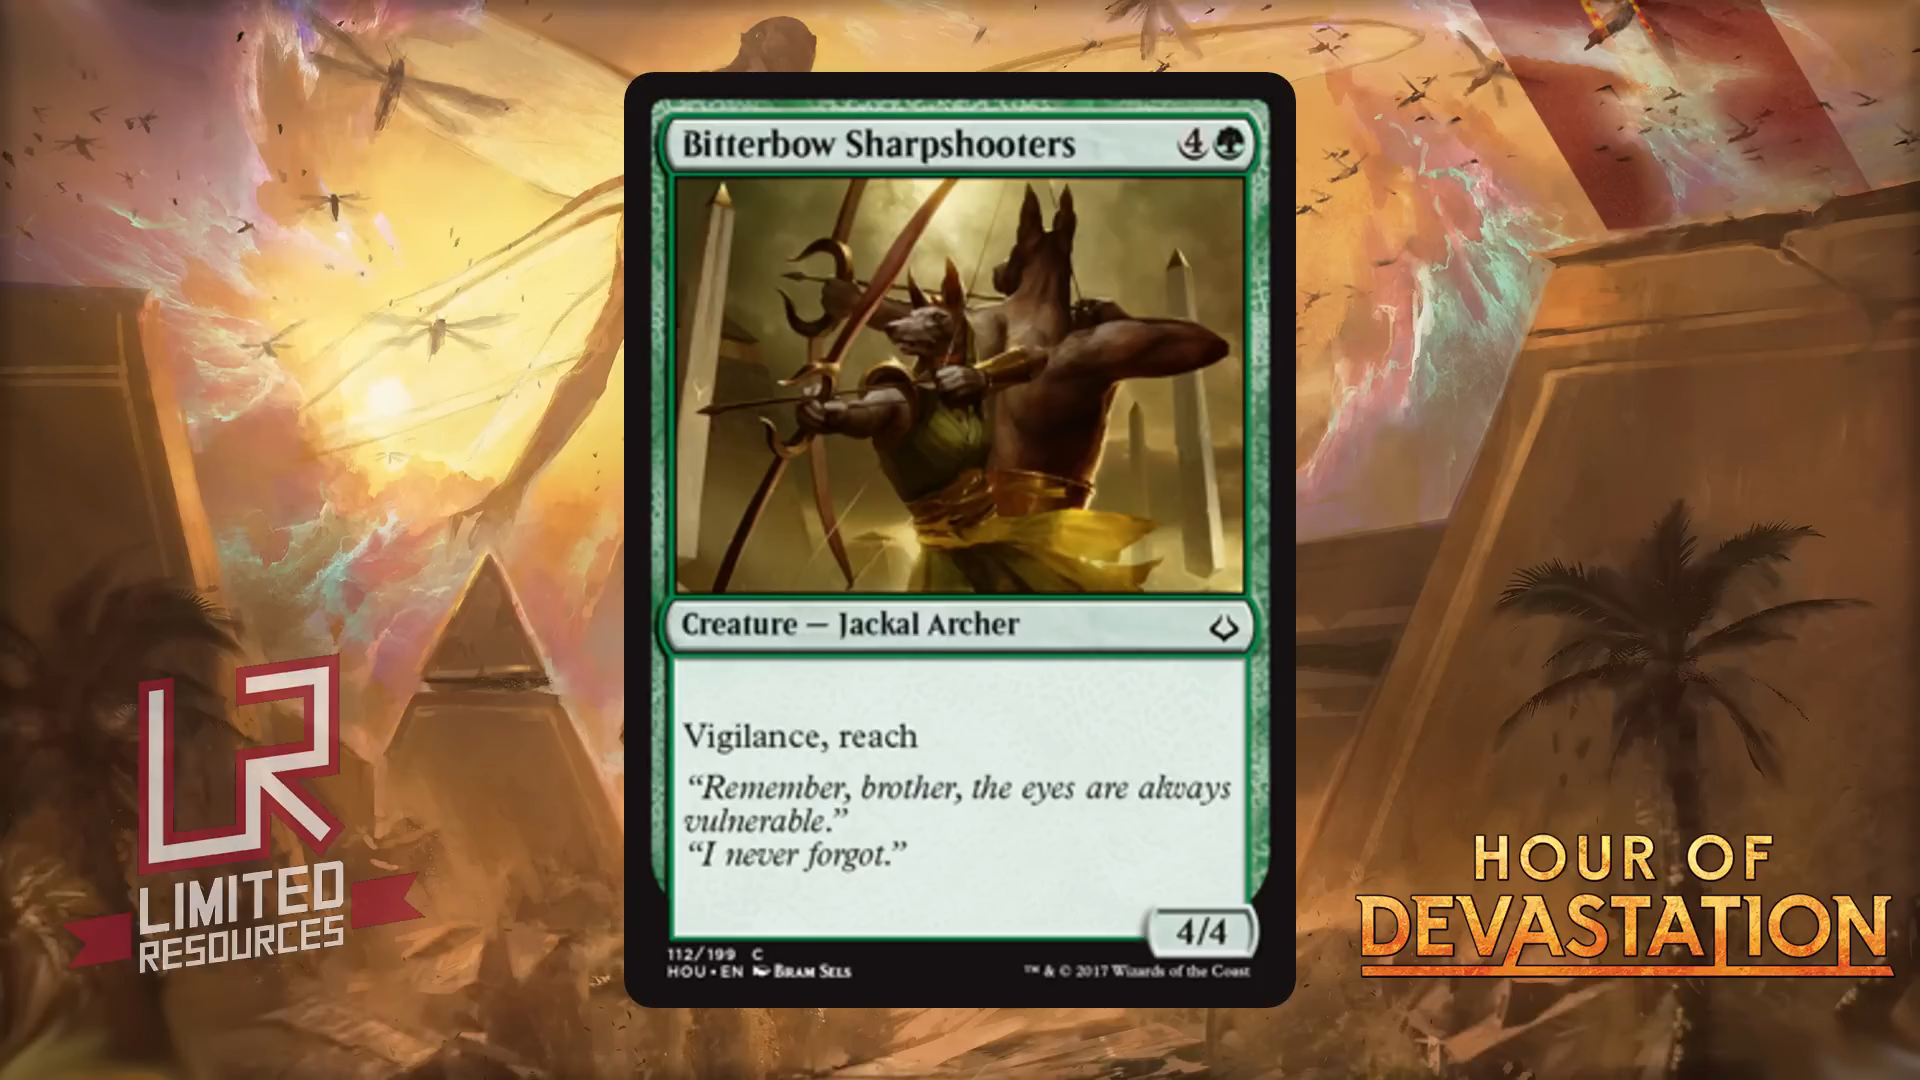 Bitterbow Sharpshooters 4
Creature — Jackal Archer
Vigilance, reach
“Remember, brother, the eyes are always
vulnerable.”
“I never forgot.”
4/4
112/199 C
HOU • EN Bram Sels
™ & © 2017 Wizards of the Coast
LR
LIMITED
RESOURCES
HOUR OF
DEVASTATION